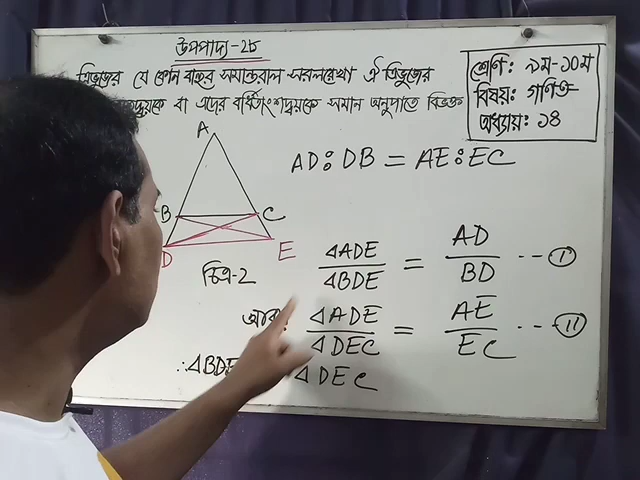 উপপাদ্য-২৮
ত্রিভুজের যে কোন বাহুর সমান্তরাল সরলরেখা ঐ ত্রিভুজের
বা এদের বর্ধিতাংশদ্বয়কে সমান অনুপাতে বিভক্ত
শ্রেণি: ৯ম-১০ম
বিষয়: গণিত
অধ্যায়: ১৪
A
AD:DB = AE:EC
B C
D E
চিত্র-2
ΔADE/ΔBDE = AD/BD --- (I)
ΔADE/ΔDEC = AE/EC --- (II)
∴ΔBDE ΔDEC